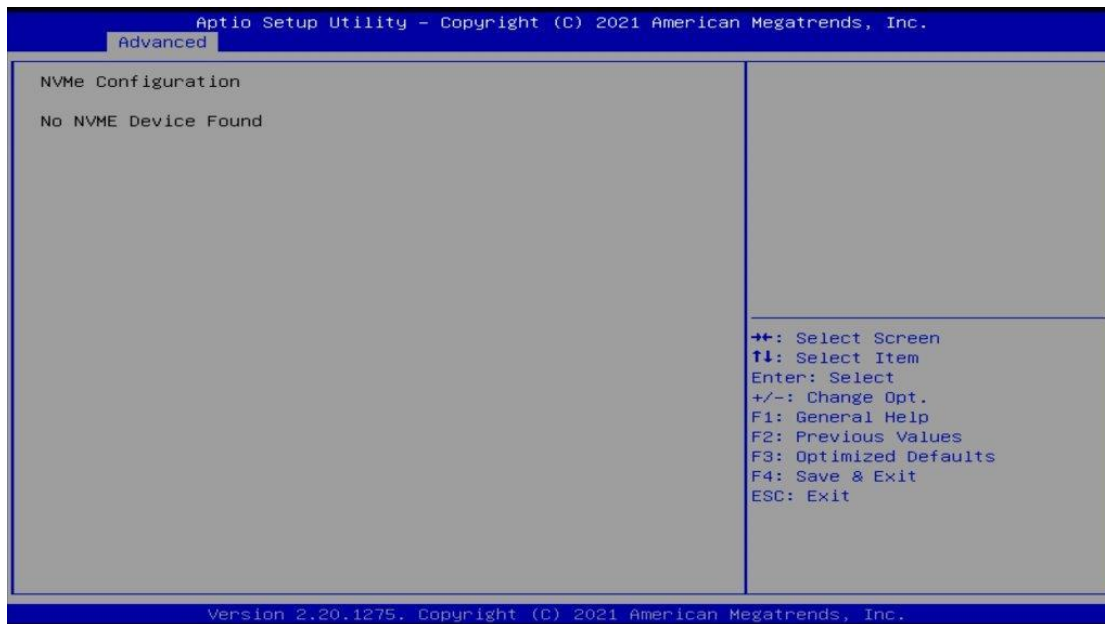 Aptio Setup Utility – Copyright (C) 2021 American Megatrends, Inc.
Advanced
NVMe Configuration
No NVME Device Found
→←: Select Screen
↑↓: Select Item
Enter: Select
+/-: Change Opt.
F1: General Help
F2: Previous Values
F3: Optimized Defaults
F4: Save & Exit
ESC: Exit
Version 2.20.1275. Copyright (C) 2021 American Megatrends, Inc.